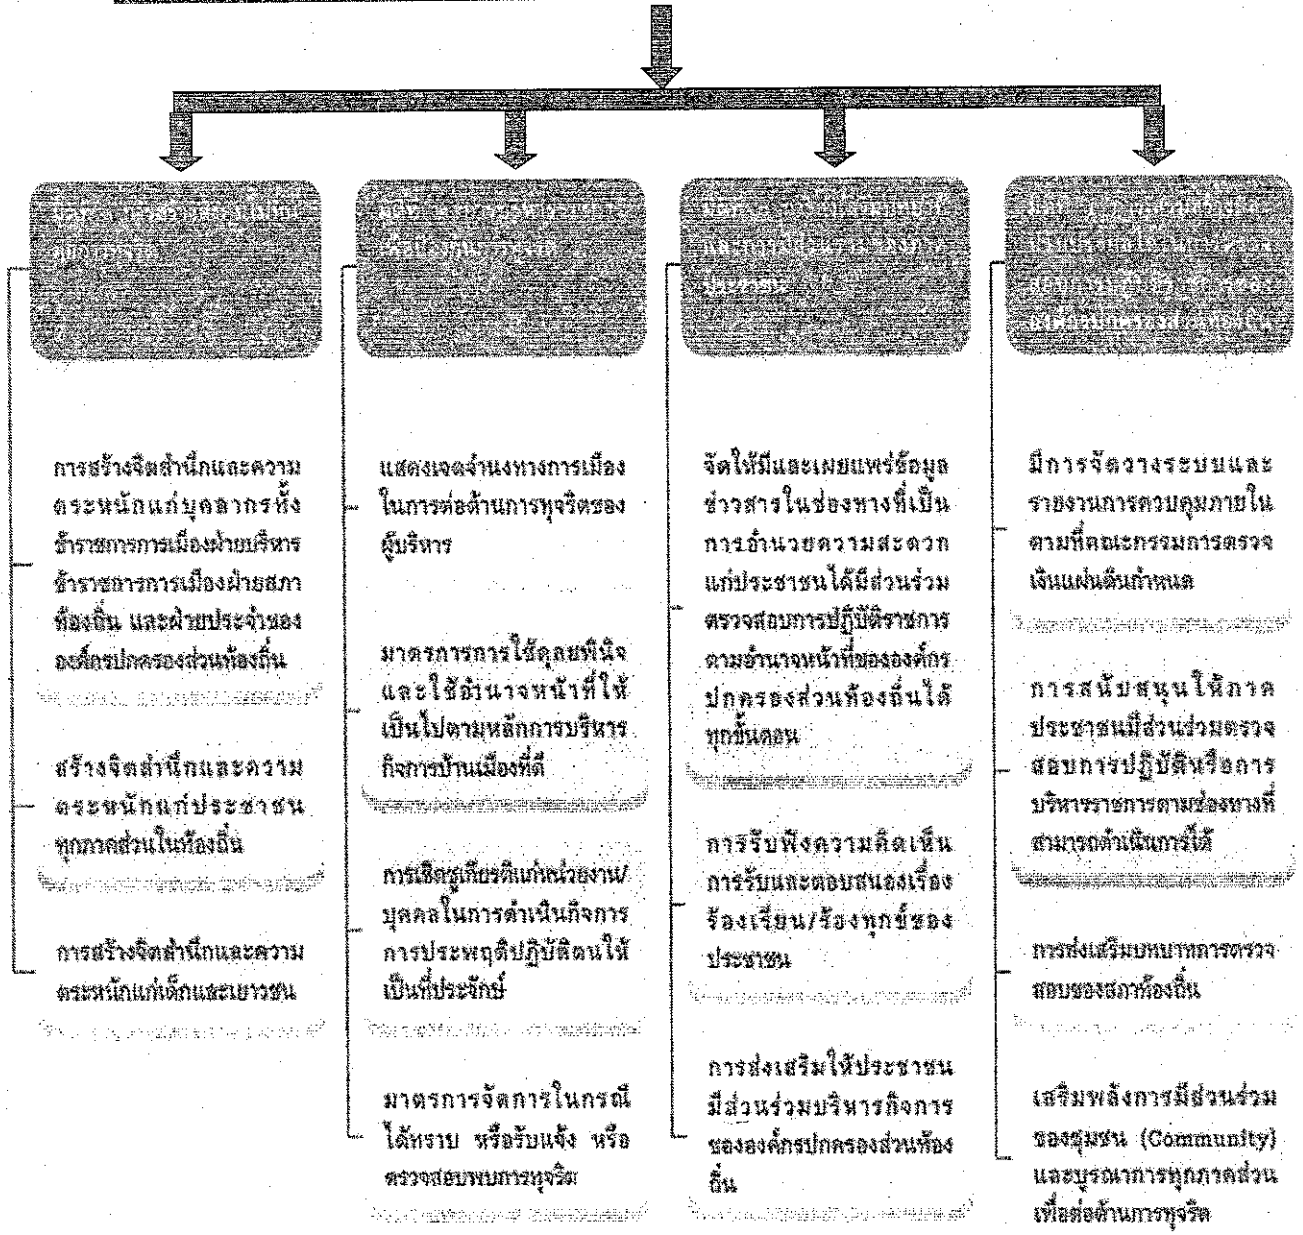 ประชาชน
การสร้างจิตสำนึกและความ
ตระหนักแก่บุคลากรทั้ง
ข้าราชการการเมืองฝ่ายบริหาร
ข้าราชการการเมืองฝ่ายสภา
ท้องถิ่น และฝ่ายประจำของ
องค์กรปกครองส่วนท้องถิ่น
สร้างจิตสำนึกและความ
ตระหนักแก่ประชาชน
ทุกภาคส่วนในท้องถิ่น
การสร้างจิตสำนึกและความ
ตระหนักแก่เด็กและเยาวชน
แสดงเจตจำนงทางการเมือง
ในการต่อต้านการทุจริตของ
ผู้บริหาร
มาตรการการใช้ดุลยพินิจ
และใช้อำนาจหน้าที่ให้
เป็นไปตามหลักการบริหาร
กิจการบ้านเมืองที่ดี
การเชิดชูเกียรติแก่หน่วยงาน/
บุคคลในการดำเนินกิจการ
การประพฤติปฏิบัติตนให้
เป็นที่ประจักษ์
มาตรการจัดการในกรณี
ได้ทราบ หรือรับแจ้ง หรือ
ตรวจสอบพบการทุจริต
จัดให้มีและเผยแพร่ข้อมูล
ข่าวสารในช่องทางที่เป็น
การอำนวยความสะดวก
แก่ประชาชนได้มีส่วนร่วม
ตรวจสอบการปฏิบัติราชการ
ตามอำนาจหน้าที่ขององค์กร
ปกครองส่วนท้องถิ่นได้
ทุกขั้นตอน
การรับฟังความคิดเห็น
การรับและตอบสนองเรื่อง
ร้องเรียน/ร้องทุกข์ของ
ประชาชน
การส่งเสริมให้ประชาชน
มีส่วนร่วมบริหารกิจการ
ขององค์กรปกครองส่วนท้อง
ถิ่น
มีการจัดวางระบบและ
รายงานการควบคุมภายใน
ตามที่คณะกรรมการตรวจ
เงินแผ่นดินกำหนด
การสนับสนุนให้ภาค
ประชาชนมีส่วนร่วมตรวจ
สอบการปฏิบัติหรือการ
บริหารราชการตามช่องทางที่
สามารถดำเนินการได้
การส่งเสริมบทบาทการตรวจ
สอบของสภาท้องถิ่น
เสริมพลังการมีส่วนร่วม
ของชุมชน (Community)
และบูรณาการทุกภาคส่วน
เพื่อต่อต้านการทุจริต